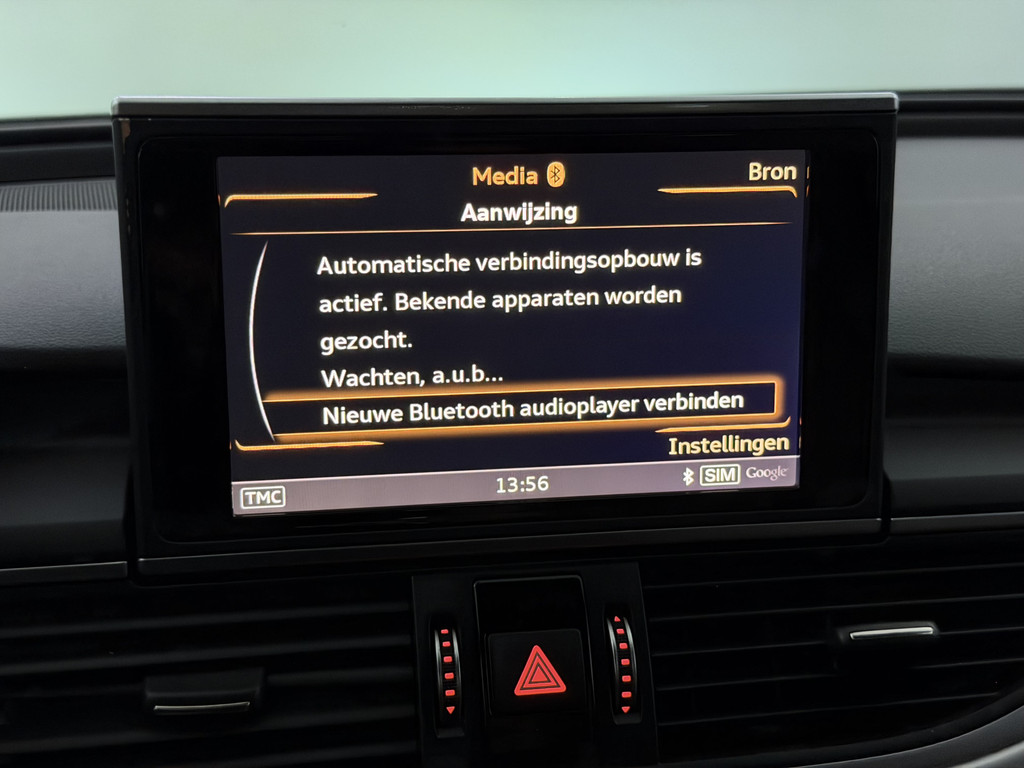 Media
Bron
Aanwijzing
Automatische verbindingsopbouw is
actief. Bekende apparaten worden
gezocht.
Wachten, a.u.b...
Nieuwe Bluetooth audioplayer verbinden
Instellingen
TMC
13:56
SIM
Google